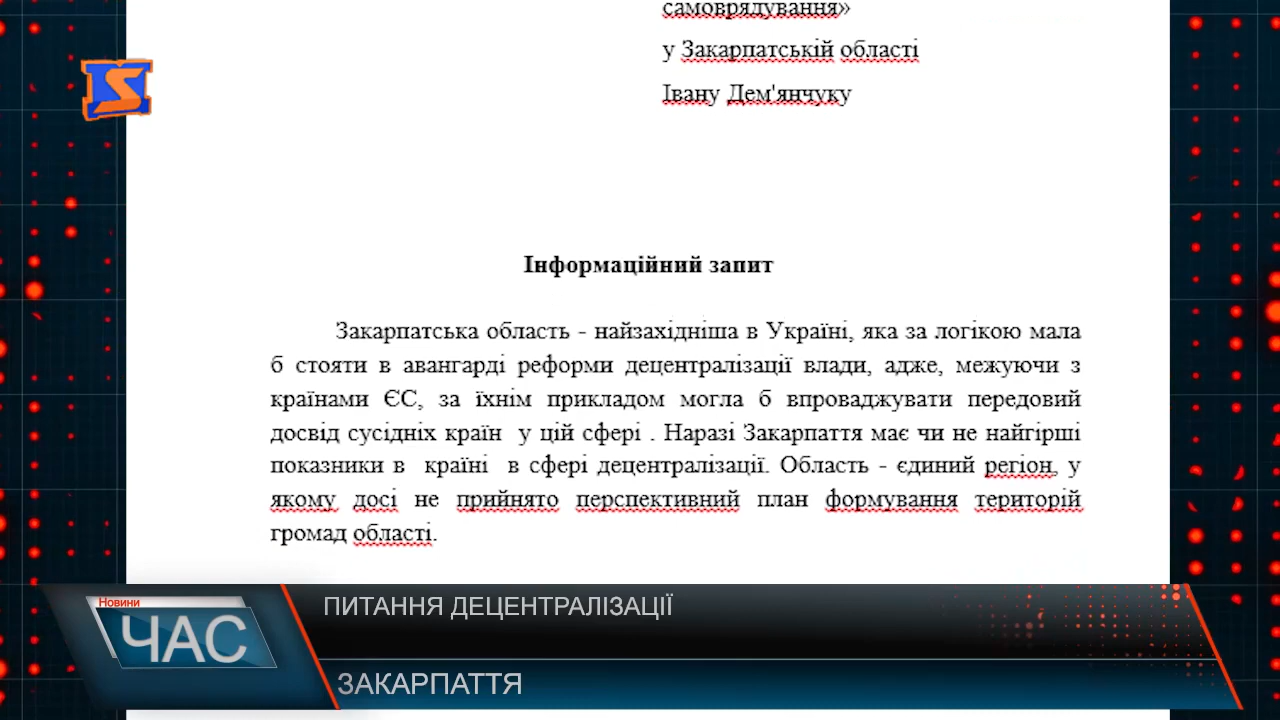 самоврядування»
у Закарпатській області
Івану Дем'янчуку
Інформаційний запит
Закарпатська область - найзахідніша в Україні, яка за логікою мала
б стояти в авангарді реформи децентралізації влади, адже, межуючи з
країнами ЄС, за їхнім прикладом могла б впроваджувати передовий
досвід сусідніх країн у цій сфері . Наразі Закарпаття має чи не найгірші
показники в країні в сфері децентралізації. Область - єдиний регіон, у
якому досі не прийнято перспективний план формування територій
громад області.
Новини
ЧАС
ПИТАННЯ ДЕЦЕНТРАЛІЗАЦІЇ
ЗАКАРПАТТЯ